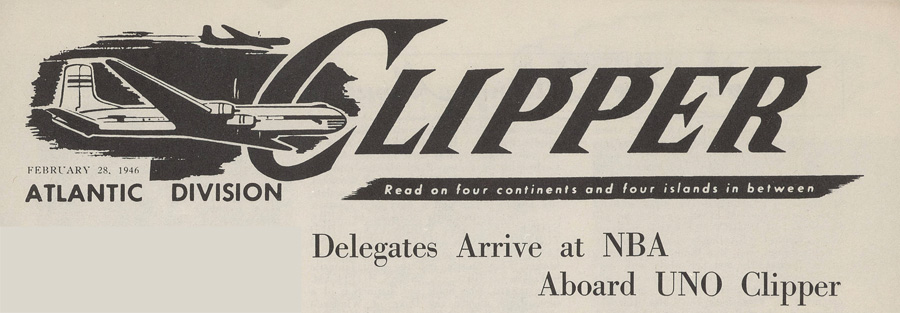 CLIPPER
FEBRUARY 28, 1946
ATLANTIC DIVISION
Read on four continents and four islands in between
Delegates Arrive at NBA
Aboard UNO Clipper